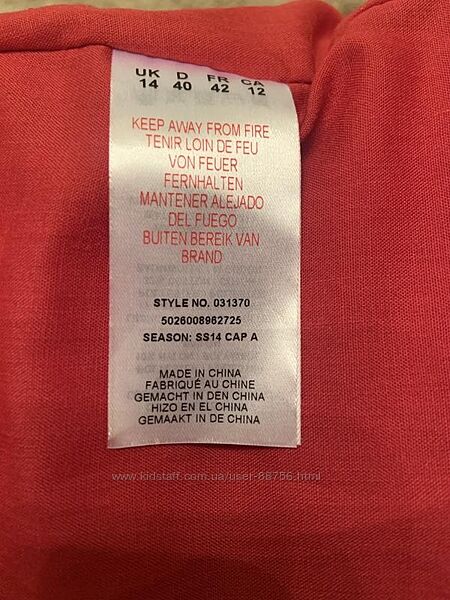 UK D FR CA
14 40 42 12
KEEP AWAY FROM FIRE
TENIR LOIN DE FEU
VON FEUER
FERNHALTEN
MANTENER ALEJADO
DEL FUEGO
BUITEN BEREIK VAN
BRAND
STYLE NO. 031370
5026008962725
SEASON: SS14 CAP A
MADE IN CHINA
FABRIQUÉ AU CHINE
GEMACHT IN DEN CHINA
HIZO EN EL CHINA
GEMAAKT IN DE CHINA
www.kidstaff.com.ua/user-88756.html